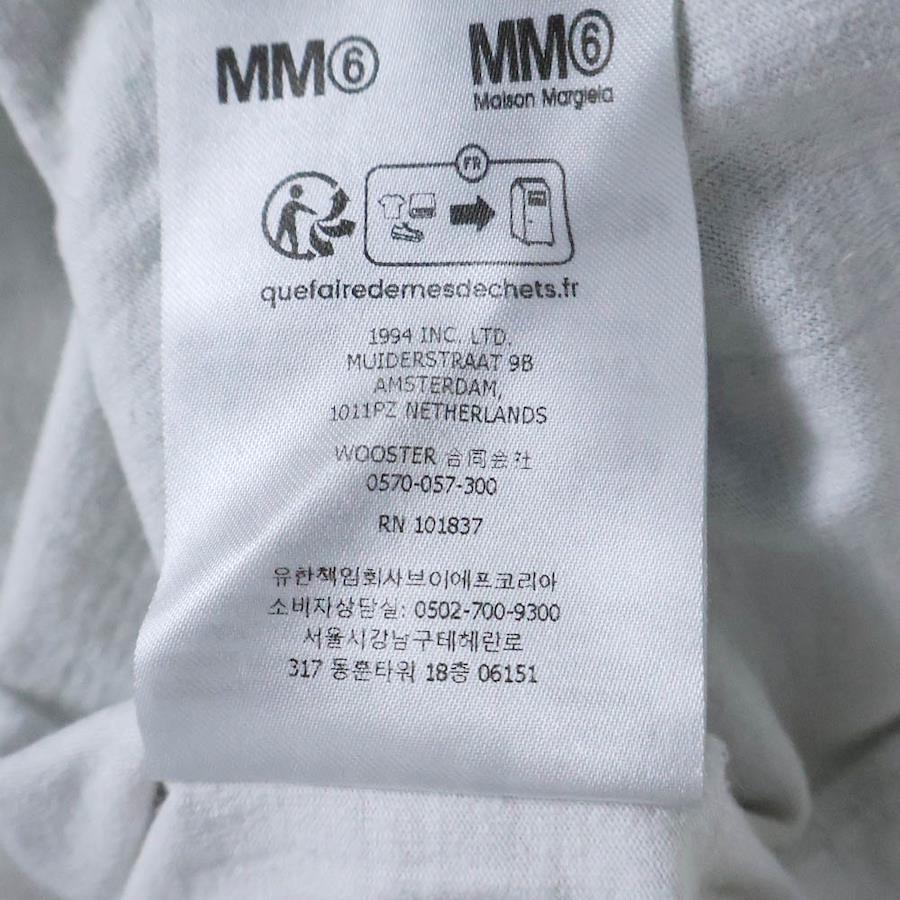 MM⑥ MM⑥
Maison Margiela
FR
quefairedemesdechets.fr
1994 INC. LTD.
MUIDERSTRAAT 9B
AMSTERDAM,
1011PZ NETHERLANDS
WOOSTER 合同会社
0570-057-300
RN 101837
유한책임회사브이에프코리아
소비자상담실: 0502-700-9300
서울시강남구테헤란로
317 동훈타워 18층 06151